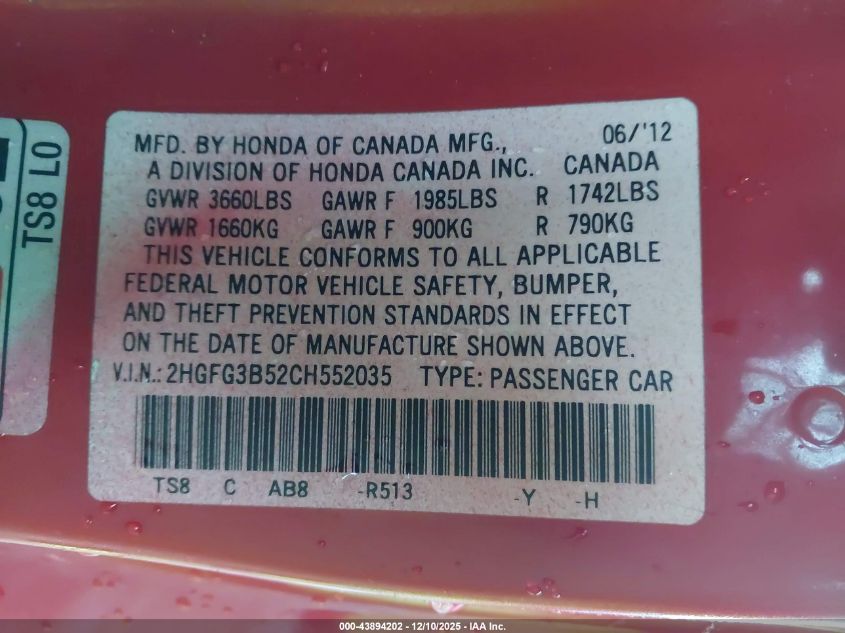 TS8 LO
MFD. BY HONDA OF CANADA MFG., 06/'12
A DIVISION OF HONDA CANADA INC. CANADA
GVWR 3660LBS GAWR F 1985LBS R 1742LBS
GVWR 1660KG GAWR F 900KG R 790KG
THIS VEHICLE CONFORMS TO ALL APPLICABLE
FEDERAL MOTOR VEHICLE SAFETY, BUMPER,
AND THEFT PREVENTION STANDARDS IN EFFECT
ON THE DATE OF MANUFACTURE SHOWN ABOVE.
V.I.N.: 2HGFG3B52CH552035 TYPE: PASSENGER CAR
TS8 C AB8 -R513 -Y -H
000-43894202 - 12/10/2025 - IAA Inc.